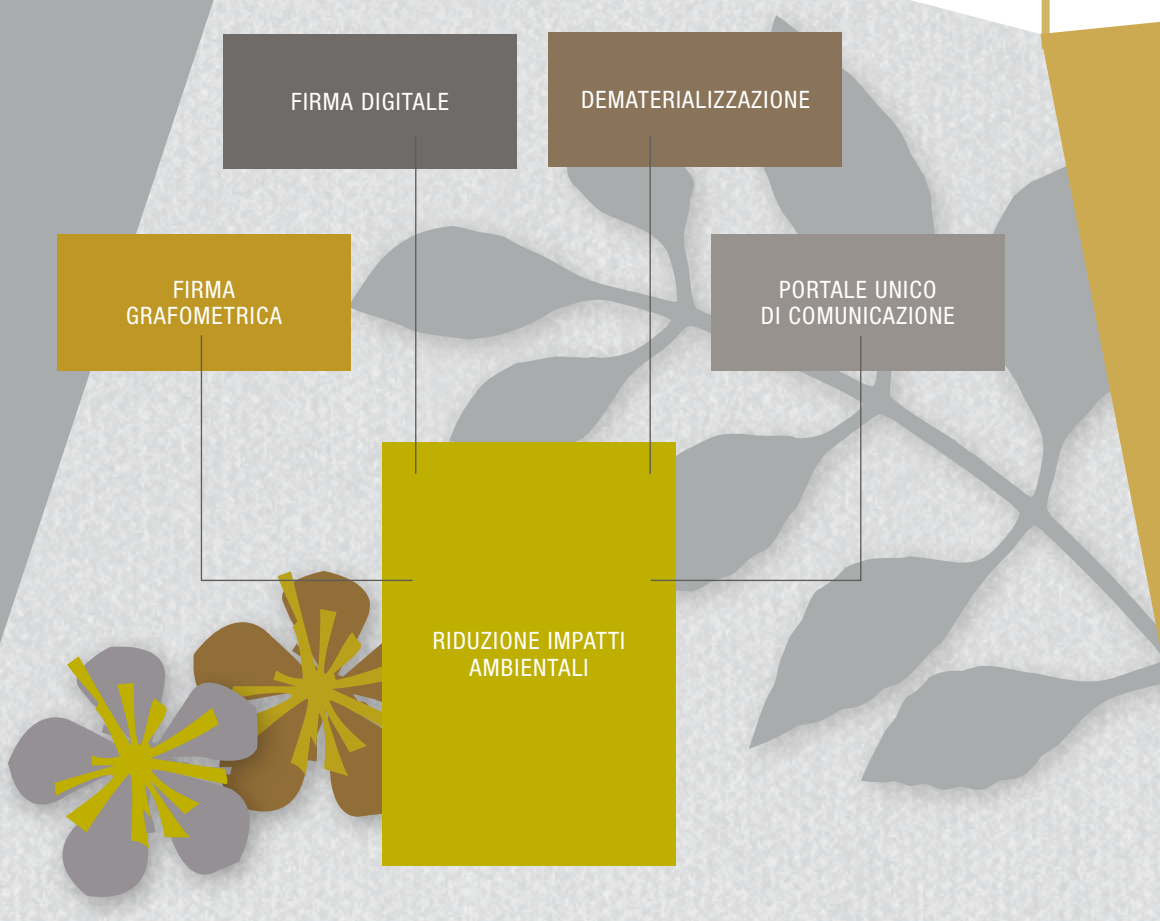 FIRMA DIGITALE
DEMATERIALIZZAZIONE
FIRMA
GRAFOMETRICA
PORTALE UNICO
DI COMUNICAZIONE
RIDUZIONE IMPATTI
AMBIENTALI